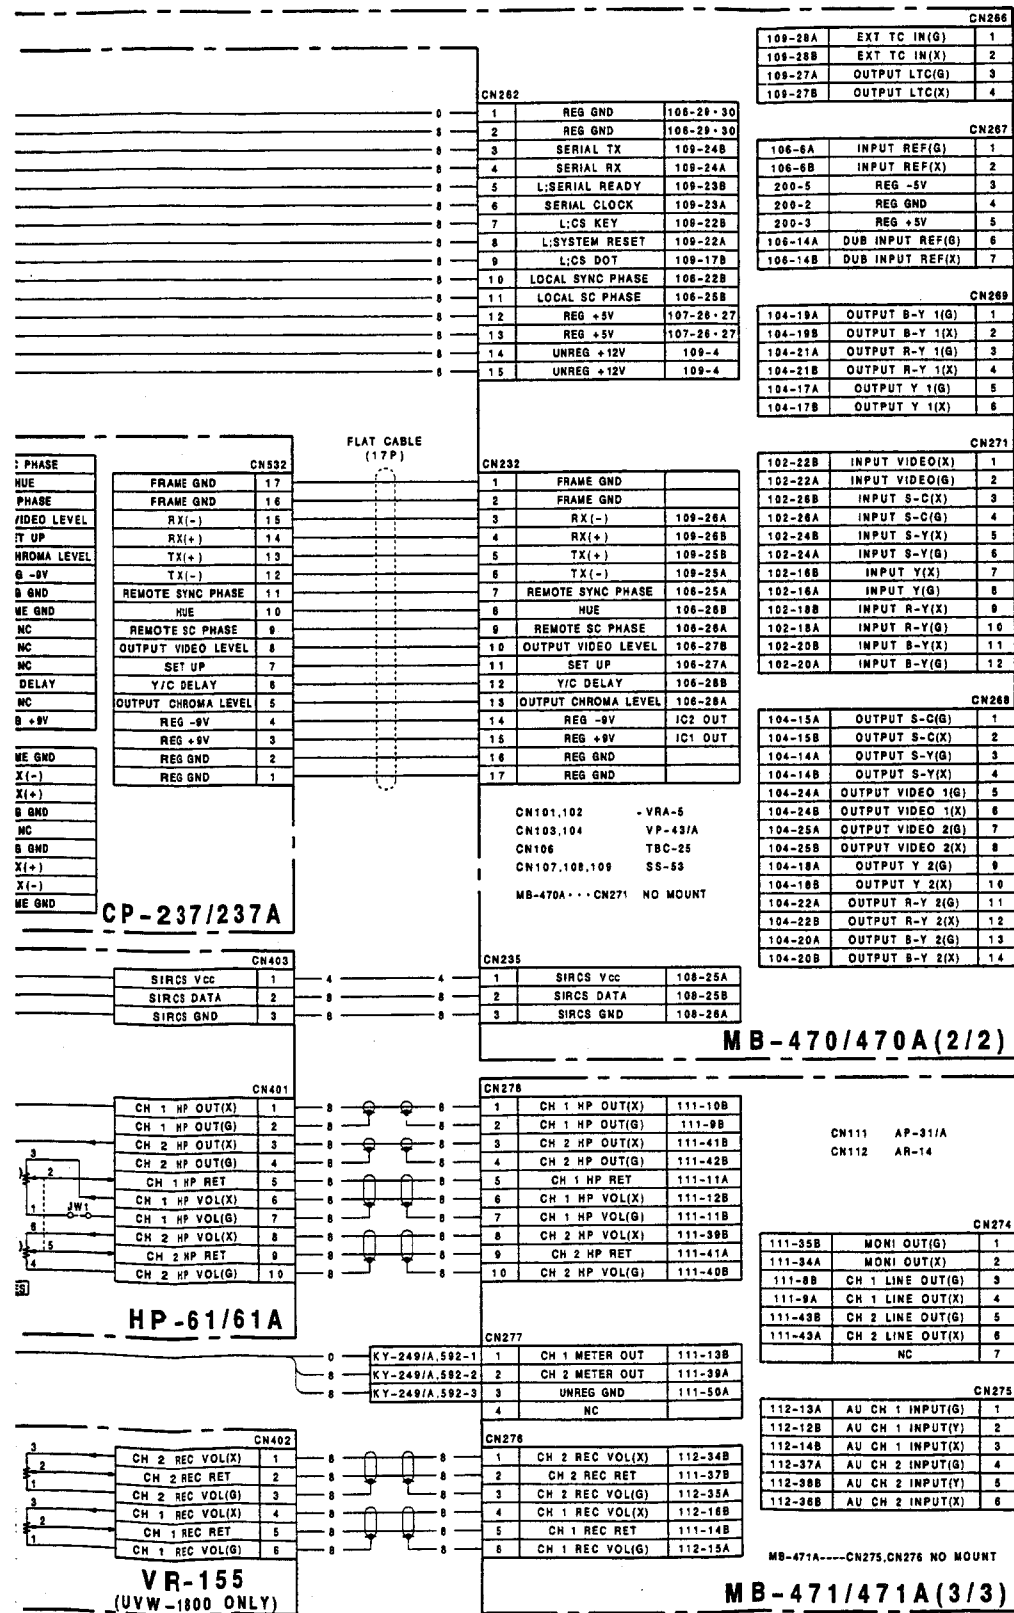 CN266
109-28A EXT TC IN(G) 1
109-28B EXT TC IN(X) 2
109-27A OUTPUT LTC(G) 3
109-27B OUTPUT LTC(X) 4
CN262
1 REG GND 106-29・30
2 REG GND 106-29・30
3 SERIAL TX 109-24B
4 SERIAL RX 109-24A
5 L;SERIAL READY 109-23B
6 SERIAL CLOCK 109-23A
7 L;CS KEY 109-22B
8 L;SYSTEM RESET 109-22A
9 L;CS DOT 109-17B
10 LOCAL SYNC PHASE 106-22B
11 LOCAL SC PHASE 106-25B
12 REG +5V 107-26・27
13 REG +5V 107-26・27
14 UNREG +12V 109-4
15 UNREG +12V 109-4
CN267
106-6A INPUT REF(G) 1
106-6B INPUT REF(X) 2
200-5 REG -5V 3
200-2 REG GND 4
200-3 REG +5V 5
106-14A DUB INPUT REF(G) 6
106-14B DUB INPUT REF(X) 7
CN269
104-19A OUTPUT B-Y 1(G) 1
104-19B OUTPUT B-Y 1(X) 2
104-21A OUTPUT R-Y 1(G) 3
104-21B OUTPUT R-Y 1(X) 4
104-17A OUTPUT Y 1(G) 5
104-17B OUTPUT Y 1(X) 6
C PHASE
HUE
PHASE
VIDEO LEVEL
ET UP
HROMA LEVEL
G -9V
G GND
ME GND
NC
NC
NC
DELAY
NC
G +9V
ME GND
X(-)
X(+)
G GND
NC
G GND
X(+)
X(-)
ME GND
CN532
FRAME GND 17
FRAME GND 16
RX(-) 15
RX(+) 14
TX(+) 13
TX(-) 12
REMOTE SYNC PHASE 11
HUE 10
REMOTE SC PHASE 9
OUTPUT VIDEO LEVEL 8
SET UP 7
Y/C DELAY 6
OUTPUT CHROMA LEVEL 5
REG -9V 4
REG +9V 3
REG GND 2
REG GND 1
CP-237/237A
FLAT CABLE
(17P)
CN232
1 FRAME GND
2 FRAME GND
3 RX(-) 109-26A
4 RX(+) 109-26B
5 TX(+) 109-25B
6 TX(-) 109-25A
7 REMOTE SYNC PHASE 106-25A
8 HUE 106-26B
9 REMOTE SC PHASE 106-26A
10 OUTPUT VIDEO LEVEL 106-27B
11 SET UP 106-27A
12 Y/C DELAY 106-28B
13 OUTPUT CHROMA LEVEL 106-28A
14 REG -9V IC2 OUT
15 REG +9V IC1 OUT
16 REG GND
17 REG GND
CN101,102 - VRA-5
CN103,104 VP-43/A
CN106 TBC-25
CN107,108,109 SS-53
MB-470A・・・CN271 NO MOUNT
CN271
102-22B INPUT VIDEO(X) 1
102-22A INPUT VIDEO(G) 2
102-26B INPUT S-C(X) 3
102-26A INPUT S-C(G) 4
102-24B INPUT S-Y(X) 5
102-24A INPUT S-Y(G) 6
102-16B INPUT Y(X) 7
102-16A INPUT Y(G) 8
102-18B INPUT R-Y(X) 9
102-18A INPUT R-Y(G) 10
102-20B INPUT B-Y(X) 11
102-20A INPUT B-Y(G) 12
CN268
104-15A OUTPUT S-C(G) 1
104-15B OUTPUT S-C(X) 2
104-14A OUTPUT S-Y(G) 3
104-14B OUTPUT S-Y(X) 4
104-24A OUTPUT VIDEO 1(G) 5
104-24B OUTPUT VIDEO 1(X) 6
104-25A OUTPUT VIDEO 2(G) 7
104-25B OUTPUT VIDEO 2(X) 8
104-18A OUTPUT Y 2(G) 9
104-18B OUTPUT Y 2(X) 10
104-22A OUTPUT R-Y 2(G) 11
104-22B OUTPUT R-Y 2(X) 12
104-20A OUTPUT B-Y 2(G) 13
104-20B OUTPUT B-Y 2(X) 14
CN403
SIRCS Vcc 1
SIRCS DATA 2
SIRCS GND 3
CN235
1 SIRCS Vcc 108-25A
2 SIRCS DATA 108-25B
3 SIRCS GND 108-26A
MB-470/470A(2/2)
CN401
CH 1 HP OUT(X) 1
CH 1 HP OUT(G) 2
CH 2 HP OUT(X) 3
CH 2 HP OUT(G) 4
CH 1 HP RET 5
CH 1 HP VOL(X) 6
CH 1 HP VOL(G) 7
CH 2 HP VOL(X) 8
CH 2 HP RET 9
CH 2 HP VOL(G) 10
JW1
HP-61/61A
CN278
1 CH 1 HP OUT(X) 111-10B
2 CH 1 HP OUT(G) 111-9B
3 CH 2 HP OUT(X) 111-41B
4 CH 2 HP OUT(G) 111-42B
5 CH 1 HP RET 111-11A
6 CH 1 HP VOL(X) 111-12B
7 CH 1 HP VOL(G) 111-11B
8 CH 2 HP VOL(X) 111-39B
9 CH 2 HP RET 111-41A
10 CH 2 HP VOL(G) 111-40B
CN111 AP-31/A
CN112 AR-14
CN274
111-35B MONI OUT(G) 1
111-34A MONI OUT(X) 2
111-8B CH 1 LINE OUT(G) 3
111-9A CH 1 LINE OUT(X) 4
111-43B CH 2 LINE OUT(G) 5
111-43A CH 2 LINE OUT(X) 6
NC 7
CN277
KY-249/A,592-1 1 CH 1 METER OUT 111-13B
KY-249/A,592-2 2 CH 2 METER OUT 111-39A
KY-249/A,592-3 3 UNREG GND 111-50A
4 NC
CN275
112-13A AU CH 1 INPUT(G) 1
112-12B AU CH 1 INPUT(Y) 2
112-14B AU CH 1 INPUT(X) 3
112-37A AU CH 2 INPUT(G) 4
112-38B AU CH 2 INPUT(Y) 5
112-36B AU CH 2 INPUT(X) 6
CN402
CH 2 REC VOL(X) 1
CH 2 REC RET 2
CH 2 REC VOL(G) 3
CH 1 REC VOL(X) 4
CH 1 REC RET 5
CH 1 REC VOL(G) 6
VR-155
(UVW-1800 ONLY)
CN276
1 CH 2 REC VOL(X) 112-34B
2 CH 2 REC RET 111-37B
3 CH 2 REC VOL(G) 112-35A
4 CH 1 REC VOL(X) 112-16B
5 CH 1 REC RET 111-14B
6 CH 1 REC VOL(G) 112-15A
MB-471A----CN275,CN276 NO MOUNT
MB-471/471A(3/3)